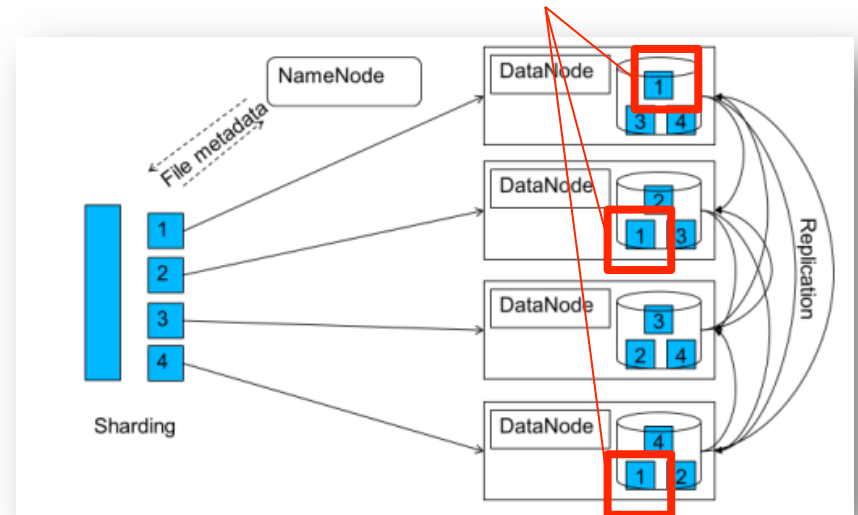 NameNode
File metadata
1
2
3
4
Sharding
DataNode
1
3 4
DataNode
2
1 3
DataNode
3
2 4
DataNode
4
1 2
Replication